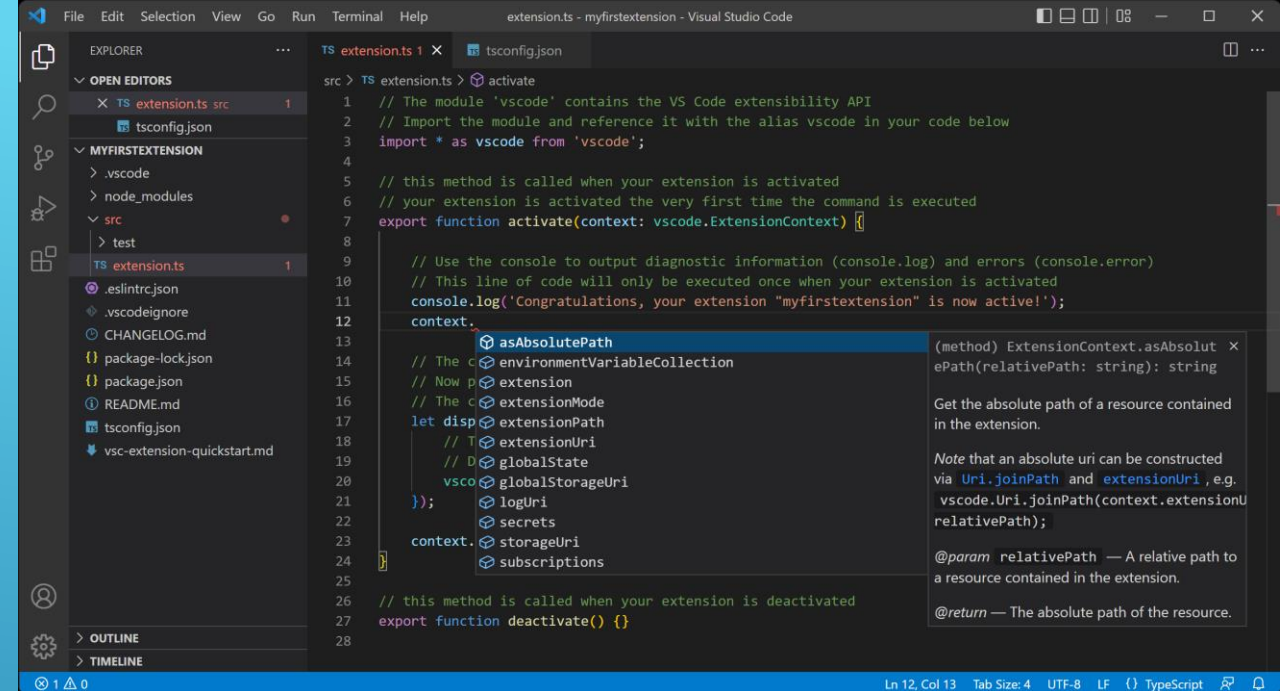 File Edit Selection View Go Run Terminal Help
extension.ts - myfirstextension - Visual Studio Code
EXPLORER
OPEN EDITORS
TS extension.ts src 1
TS tsconfig.json
MYFIRSTEXTENSION
.vscode
node_modules
src
test
TS extension.ts 1
.eslintrc.json
.vscodeignore
CHANGELOG.md
{} package-lock.json
{} package.json
README.md
TS tsconfig.json
vsc-extension-quickstart.md
OUTLINE
TIMELINE
TS extension.ts 1
TS tsconfig.json
src > TS extension.ts > activate
1 // The module 'vscode' contains the VS Code extensibility API
2 // Import the module and reference it with the alias vscode in your code below
3 import * as vscode from 'vscode';
4
5 // this method is called when your extension is activated
6 // your extension is activated the very first time the command is executed
7 export function activate(context: vscode.ExtensionContext) {
8
9 // Use the console to output diagnostic information (console.log) and errors (console.error)
10 // This line of code will only be executed once when your extension is activated
11 console.log('Congratulations, your extension "myfirstextension" is now active!');
12 context.
13
14 // The c
15 // Now p
16 // The c
17 let disp
18 // T
19 // D
20 vsco
21 });
22
23 context.
24 }
25
26 // this method is called when your extension is deactivated
27 export function deactivate() {}
28
asAbsolutePath
environmentVariableCollection
extension
extensionMode
extensionPath
extensionUri
globalState
globalStorageUri
logUri
secrets
storageUri
subscriptions
(method) ExtensionContext.asAbsolut
ePath(relativePath: string): string
Get the absolute path of a resource contained
in the extension.
Note that an absolute uri can be constructed
via Uri.joinPath and extensionUri , e.g.
vscode.Uri.joinPath(context.extensionU
relativePath);
@param relativePath — A relative path to
a resource contained in the extension.
@return — The absolute path of the resource.
1 0
Ln 12, Col 13 Tab Size: 4 UTF-8 LF {} TypeScript